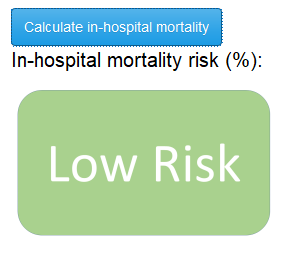 Calculate in-hospital mortality
In-hospital mortality risk (%):
Low Risk